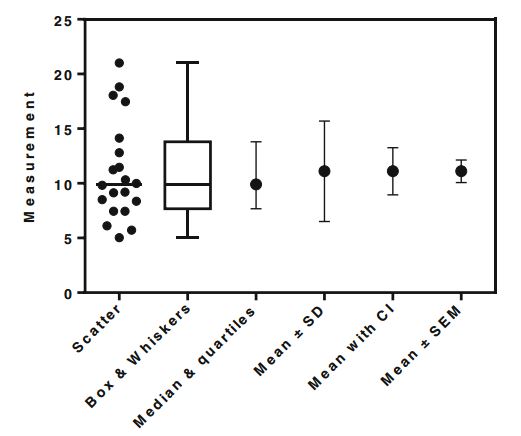 25
20
15
10
5
0
Measurement
Scatter
Box & Whiskers
Median & quartiles
Mean ± SD
Mean with CI
Mean ± SEM